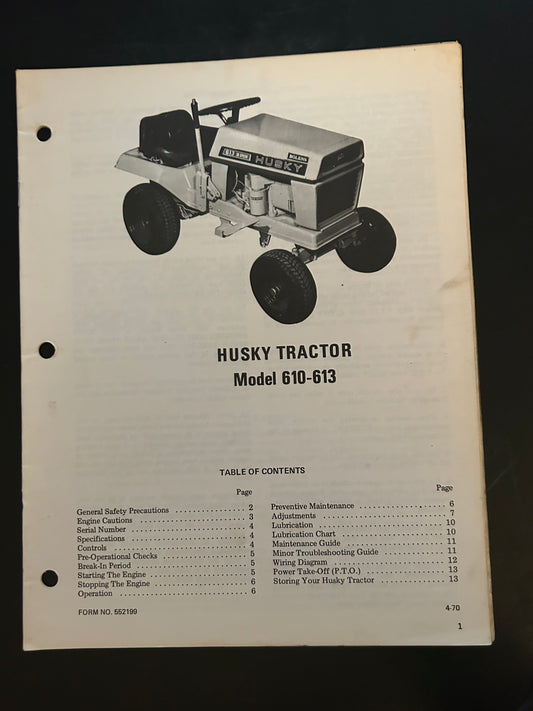 613
BOLENS
HUSKY
HUSKY TRACTOR
Model 610-613
TABLE OF CONTENTS
Page
General Safety Precautions . . . . . . . . . . . . . . 2
Engine Cautions . . . . . . . . . . . . . . . . . . . . 3
Serial Number . . . . . . . . . . . . . . . . . . . . . 4
Specifications . . . . . . . . . . . . . . . . . . . . . 4
Controls . . . . . . . . . . . . . . . . . . . . . . . . 4
Pre-Operational Checks . . . . . . . . . . . . . . . . 5
Break-In Period . . . . . . . . . . . . . . . . . . . . 5
Starting The Engine . . . . . . . . . . . . . . . . . . 5
Stopping The Engine . . . . . . . . . . . . . . . . . . 6
Operation . . . . . . . . . . . . . . . . . . . . . . . 6
Page
Preventive Maintenance . . . . . . . . . . . . . . . . 6
Adjustments . . . . . . . . . . . . . . . . . . . . . . 7
Lubrication . . . . . . . . . . . . . . . . . . . . . . 10
Lubrication Chart . . . . . . . . . . . . . . . . . . . 10
Maintenance Guide . . . . . . . . . . . . . . . . . . . 11
Minor Troubleshooting Guide . . . . . . . . . . . . . 11
Wiring Diagram . . . . . . . . . . . . . . . . . . . . 12
Power Take-Off (P.T.O.) . . . . . . . . . . . . . . . . 13
Storing Your Husky Tractor . . . . . . . . . . . . . . 13
FORM NO. 552199
4-70
1